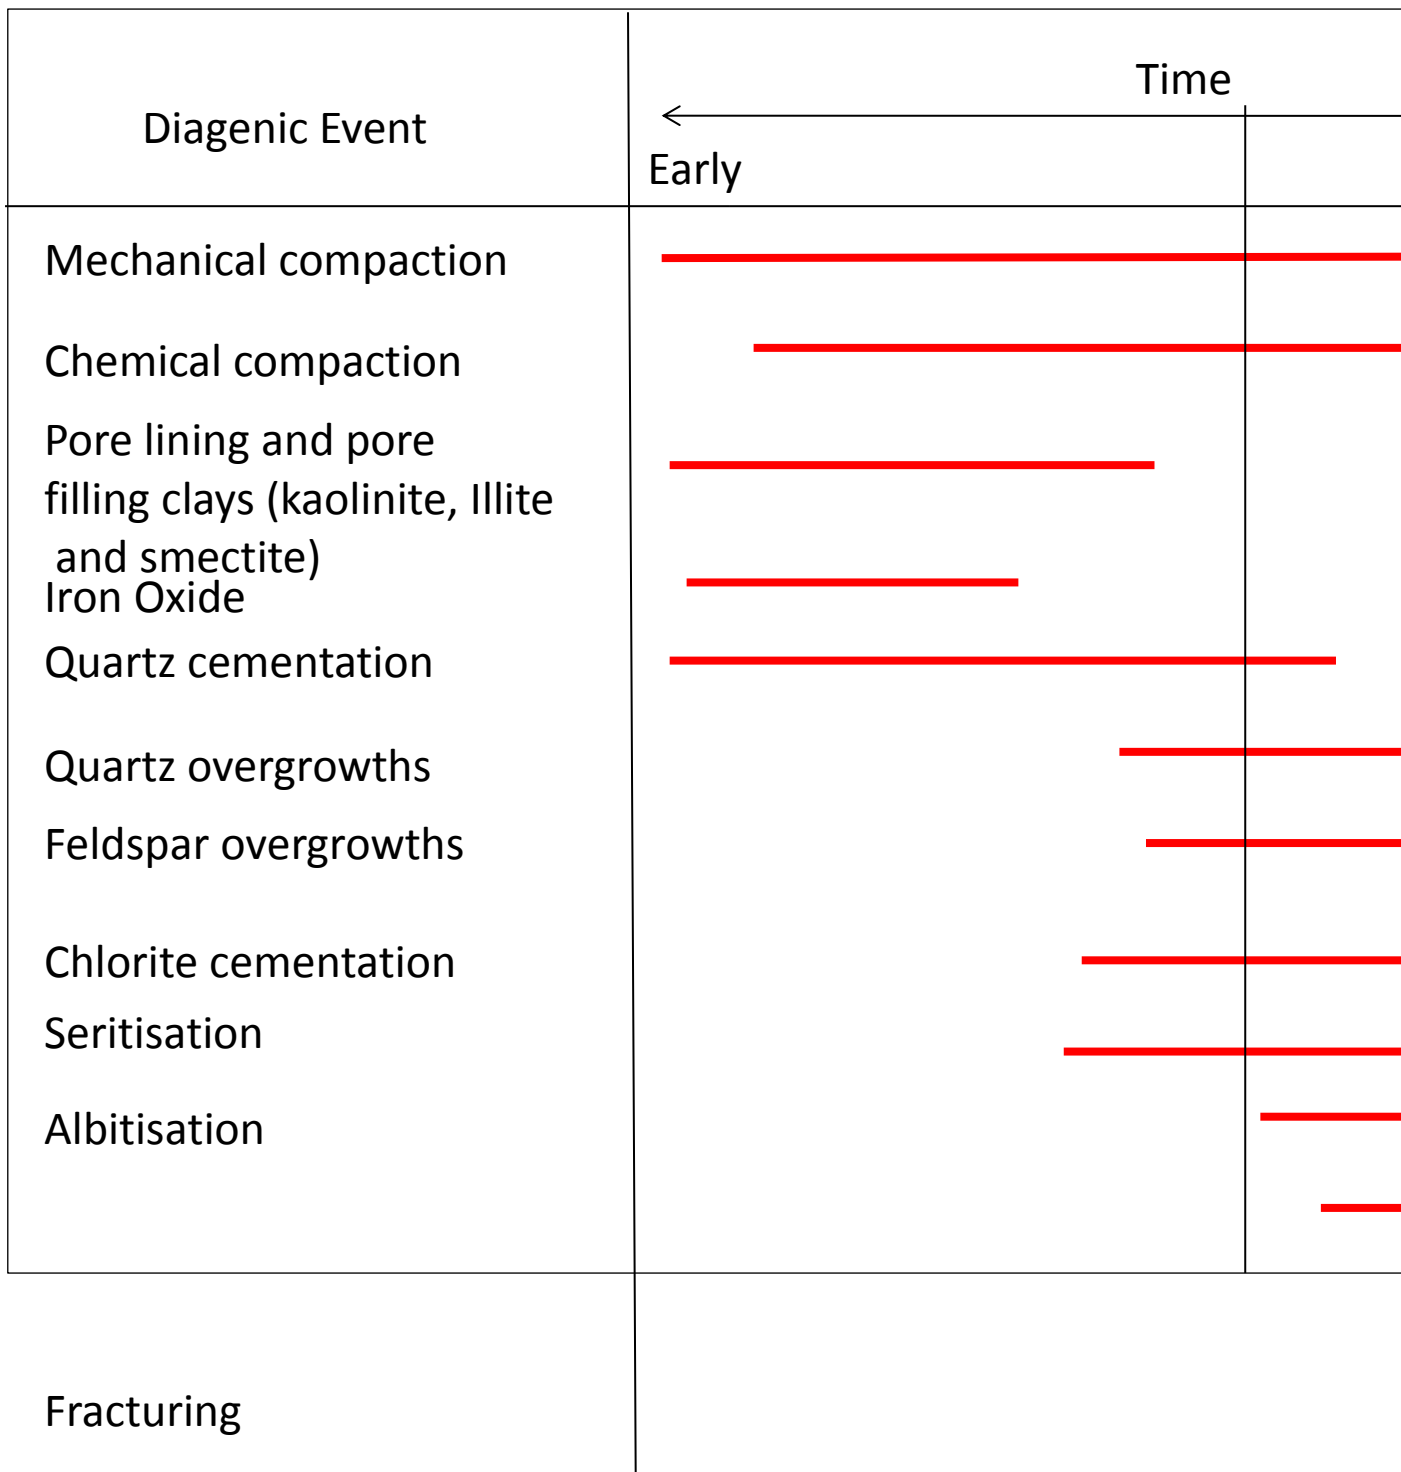 Time
Diagenic Event
Early
Mechanical compaction
Chemical compaction
Pore lining and pore
filling clays (kaolinite, Illite
and smectite)
Iron Oxide
Quartz cementation
Quartz overgrowths
Feldspar overgrowths
Chlorite cementation
Seritisation
Albitisation
Fracturing